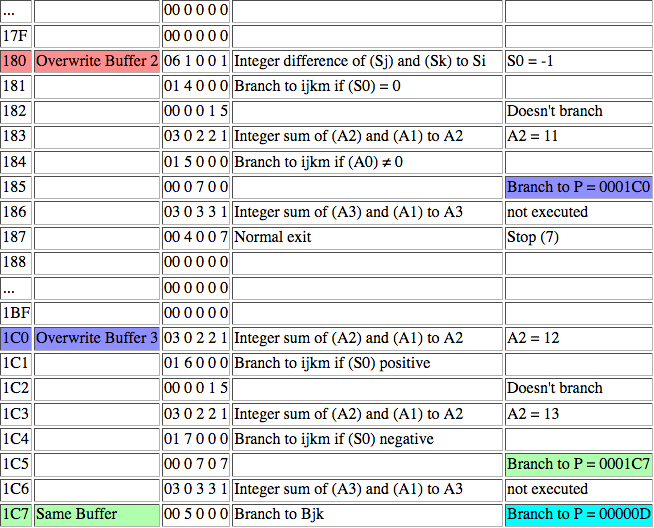 ... 00 0 0 0 0
17F 00 0 0 0 0
180 Overwrite Buffer 2 06 1 0 0 1 Integer difference of (Sj) and (Sk) to Si S0 = -1
181 01 4 0 0 0 Branch to ijkm if (S0) = 0
182 00 0 0 1 5 Doesn't branch
183 03 0 2 2 1 Integer sum of (A2) and (A1) to A2 A2 = 11
184 01 5 0 0 0 Branch to ijkm if (A0) ≠ 0
185 00 0 7 0 0 Branch to P = 0001C0
186 03 0 3 3 1 Integer sum of (A3) and (A1) to A3 not executed
187 00 4 0 0 7 Normal exit Stop (7)
188 00 0 0 0 0
... 00 0 0 0 0
1BF 00 0 0 0 0
1C0 Overwrite Buffer 3 03 0 2 2 1 Integer sum of (A2) and (A1) to A2 A2 = 12
1C1 01 6 0 0 0 Branch to ijkm if (S0) positive
1C2 00 0 0 1 5 Doesn't branch
1C3 03 0 2 2 1 Integer sum of (A2) and (A1) to A2 A2 = 13
1C4 01 7 0 0 0 Branch to ijkm if (S0) negative
1C5 00 0 7 0 7 Branch to P = 0001C7
1C6 03 0 3 3 1 Integer sum of (A3) and (A1) to A3 not executed
1C7 Same Buffer 00 5 0 0 0 Branch to Bjk Branch to P = 00000D